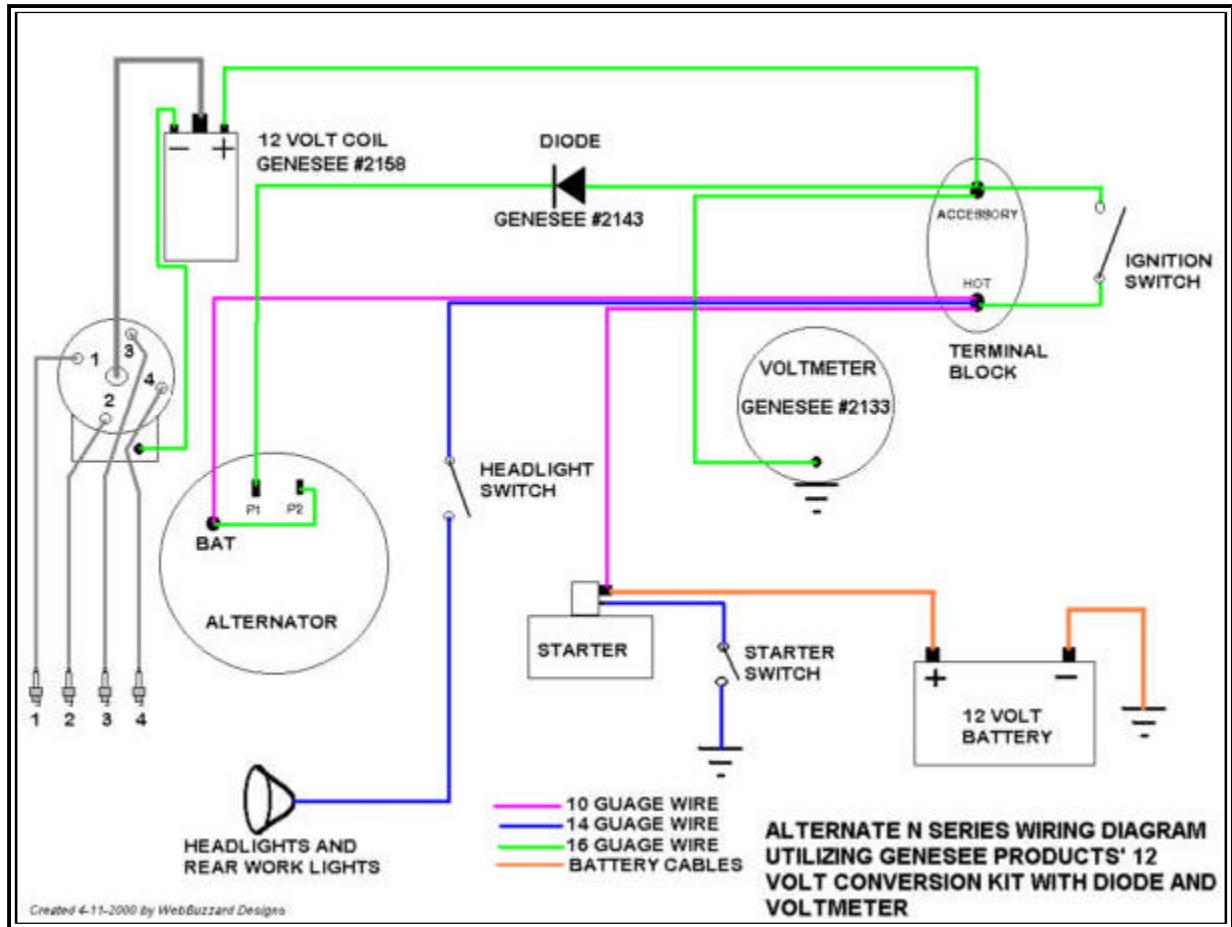 12 VOLT COIL
GENESEE #2158
DIODE
GENESEE #2143
ACCESSORY
HOT
IGNITION
SWITCH
TERMINAL
BLOCK
VOLTMETER
GENESEE #2133
1
3
4
2
HEADLIGHT
SWITCH
P1
P2
BAT
ALTERNATOR
STARTER
STARTER
SWITCH
+
−
12 VOLT
BATTERY
1 2 3 4
HEADLIGHTS AND
REAR WORK LIGHTS
10 GUAGE WIRE
14 GUAGE WIRE
16 GUAGE WIRE
BATTERY CABLES
ALTERNATE N SERIES WIRING DIAGRAM
UTILIZING GENESEE PRODUCTS' 12
VOLT CONVERSION KIT WITH DIODE AND
VOLTMETER
Created 4-11-2000 by WebBuzzard Designs